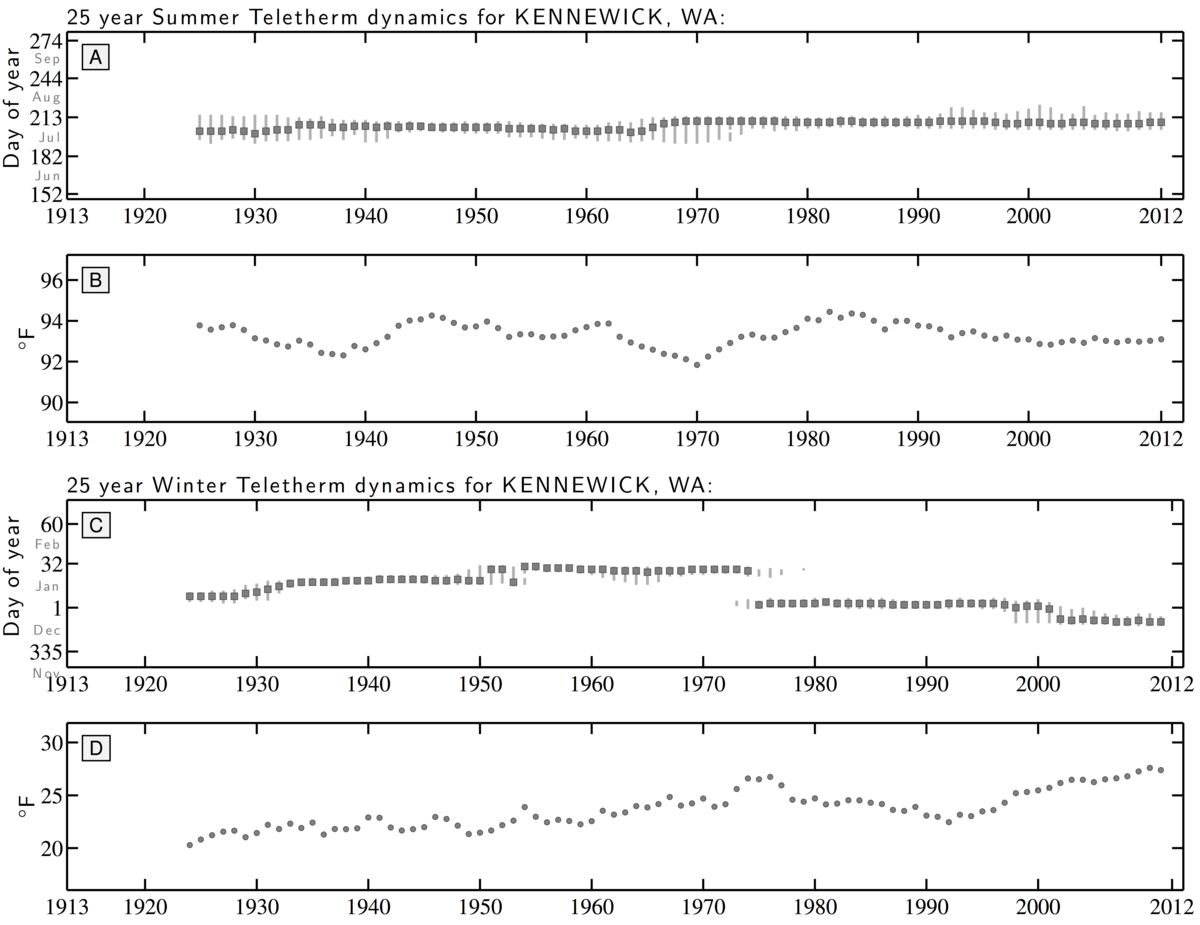 25 year Summer Teletherm dynamics for KENNEWICK, WA:
A
Day of year
274
Sep
244
Aug
213
Jul
182
Jun
152
1913 1920 1930 1940 1950 1960 1970 1980 1990 2000 2012
B
°F
96
94
92
90
1913 1920 1930 1940 1950 1960 1970 1980 1990 2000 2012
25 year Winter Teletherm dynamics for KENNEWICK, WA:
C
Day of year
60
Feb
32
Jan
1
Dec
335
Nov
1913 1920 1930 1940 1950 1960 1970 1980 1990 2000 2012
D
°F
30
25
20
1913 1920 1930 1940 1950 1960 1970 1980 1990 2000 2012